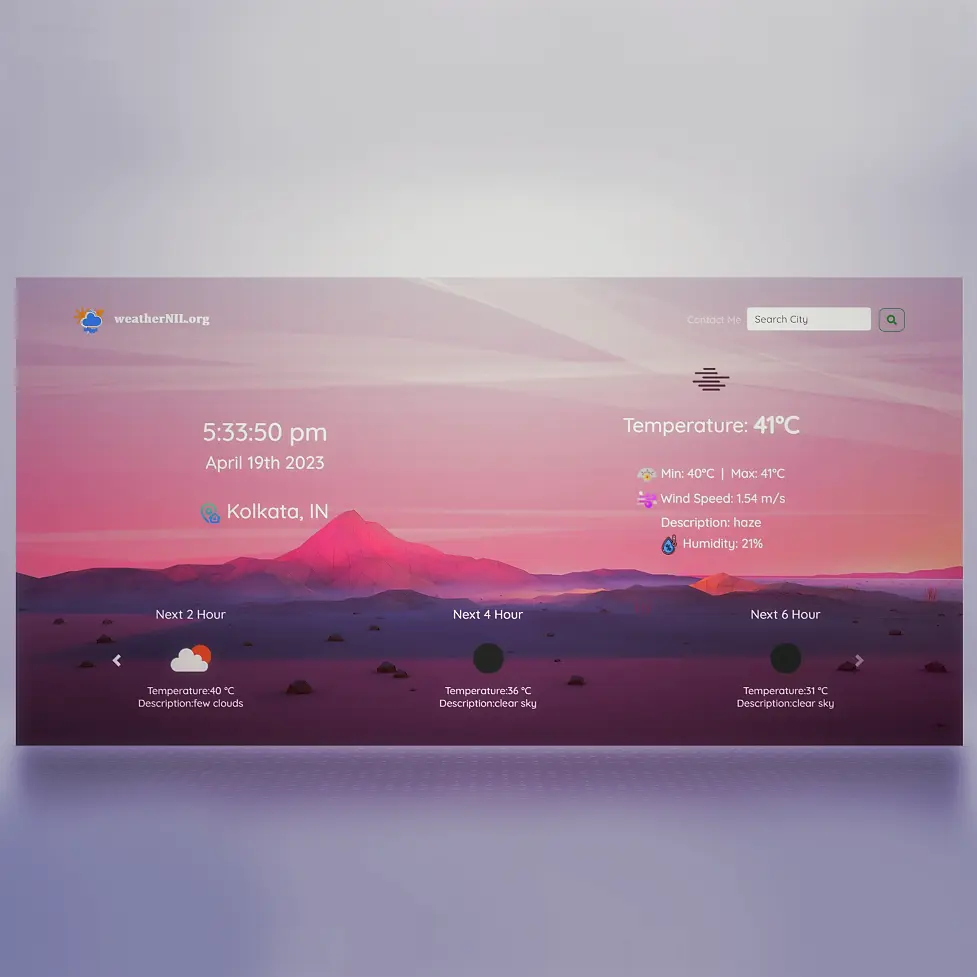 weatherNIL.org
Contact Me
Search City
5:33:50 pm
April 19th 2023
Kolkata, IN
Temperature: 41°C
Min: 40°C | Max: 41°C
Wind Speed: 1.54 m/s
Description: haze
Humidity: 21%
Next 2 Hour
Temperature:40 °C
Description:few clouds
Next 4 Hour
Temperature:36 °C
Description:clear sky
Next 6 Hour
Temperature:31 °C
Description:clear sky